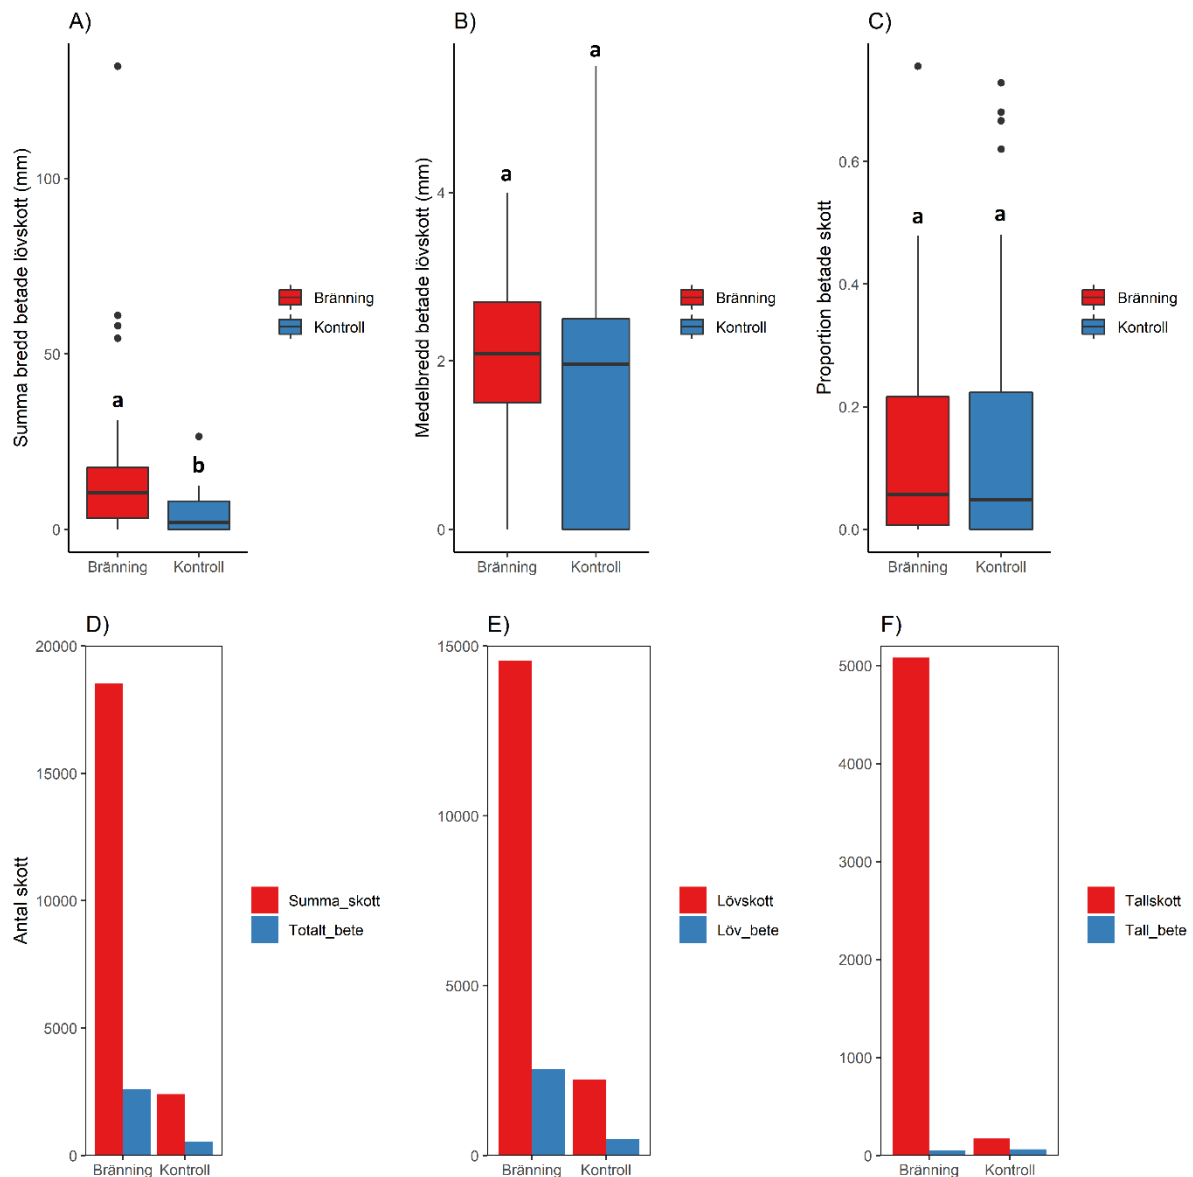 A)
Summa bredd betade lövskott (mm)
100
50
0
a
b
Bränning
Kontroll
Bränning
Kontroll
B)
Medelbredd betade lövskott (mm)
4
2
0
a
a
Bränning
Kontroll
Bränning
Kontroll
C)
Proportion betade skott
0.6
0.4
0.2
0.0
a
a
Bränning
Kontroll
Bränning
Kontroll
D)
Antal skott
20000
15000
10000
5000
0
Bränning
Kontroll
Summa_skott
Totalt_bete
E)
15000
10000
5000
0
Bränning
Kontroll
Lövskott
Löv_bete
F)
5000
4000
3000
2000
1000
0
Bränning
Kontroll
Tallskott
Tall_bete